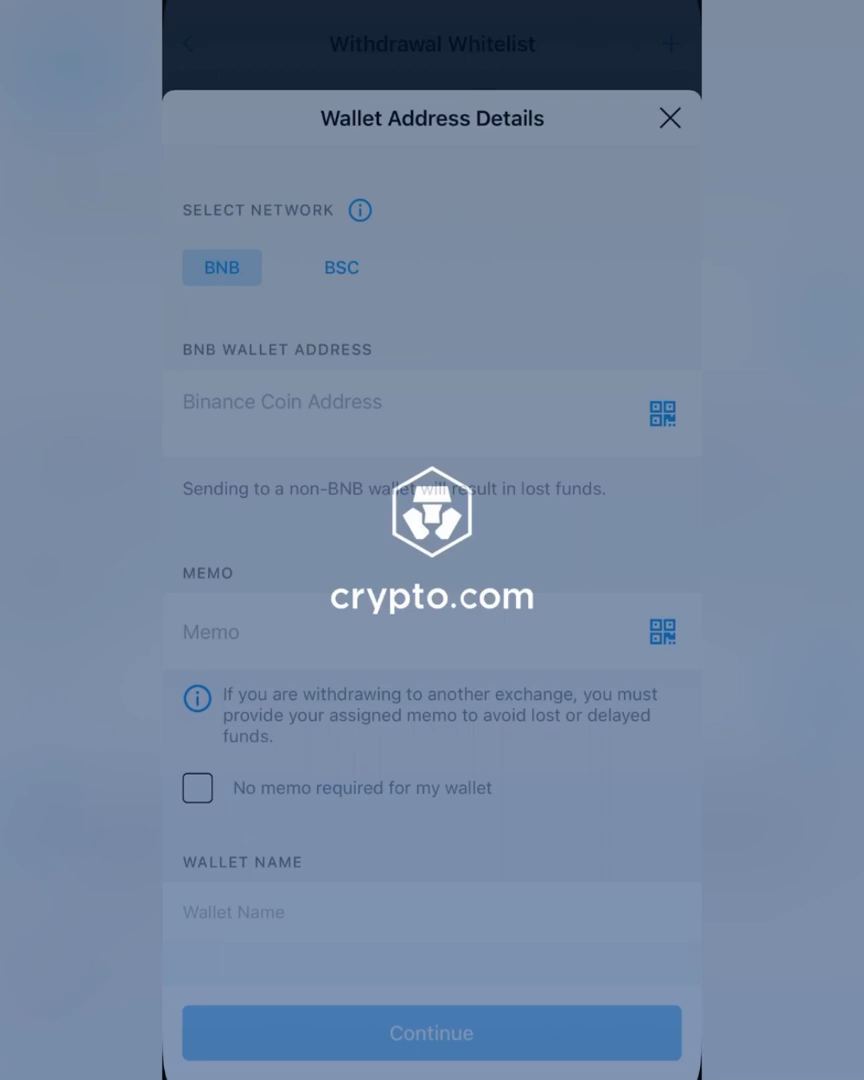 Withdrawal Whitelist
Wallet Address Details
SELECT NETWORK
BNB BSC
BNB WALLET ADDRESS
Binance Coin Address
Sending to a non-BNB wallet will result in lost funds.
crypto.com
MEMO
Memo
If you are withdrawing to another exchange, you must
provide your assigned memo to avoid lost or delayed
funds.
No memo required for my wallet
WALLET NAME
Wallet Name
Continue